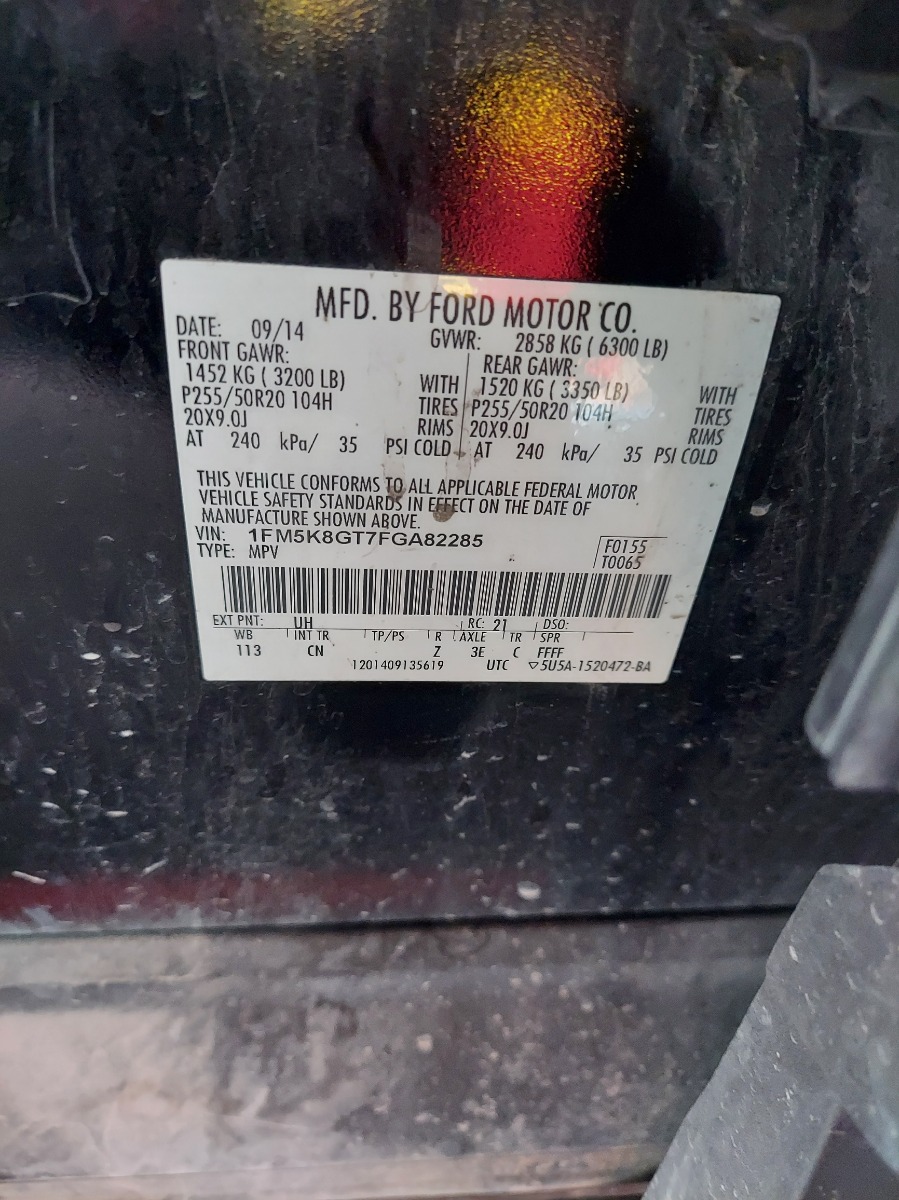 MFD. BY FORD MOTOR CO.
DATE: 09/14 GVWR: 2858 KG ( 6300 LB)
FRONT GAWR: REAR GAWR:
1452 KG ( 3200 LB) WITH 1520 KG ( 3350 LB) WITH
P255/50R20 104H TIRES P255/50R20 104H TIRES
20X9.0J RIMS 20X9.0J RIMS
AT 240 kPa/ 35 PSI COLD AT 240 kPa/ 35 PSI COLD
THIS VEHICLE CONFORMS TO ALL APPLICABLE FEDERAL MOTOR
VEHICLE SAFETY STANDARDS IN EFFECT ON THE DATE OF
MANUFACTURE SHOWN ABOVE.
VIN: 1FM5K8GT7FGA82285 F0155
TYPE: MPV T0065
EXT PNT: UH RC: 21 DSO:
WB INT TR TP/PS R AXLE TR SPR
113 CN Z 3E C FFFF
1201409135619 UTC ▽5U5A-1520472-BA